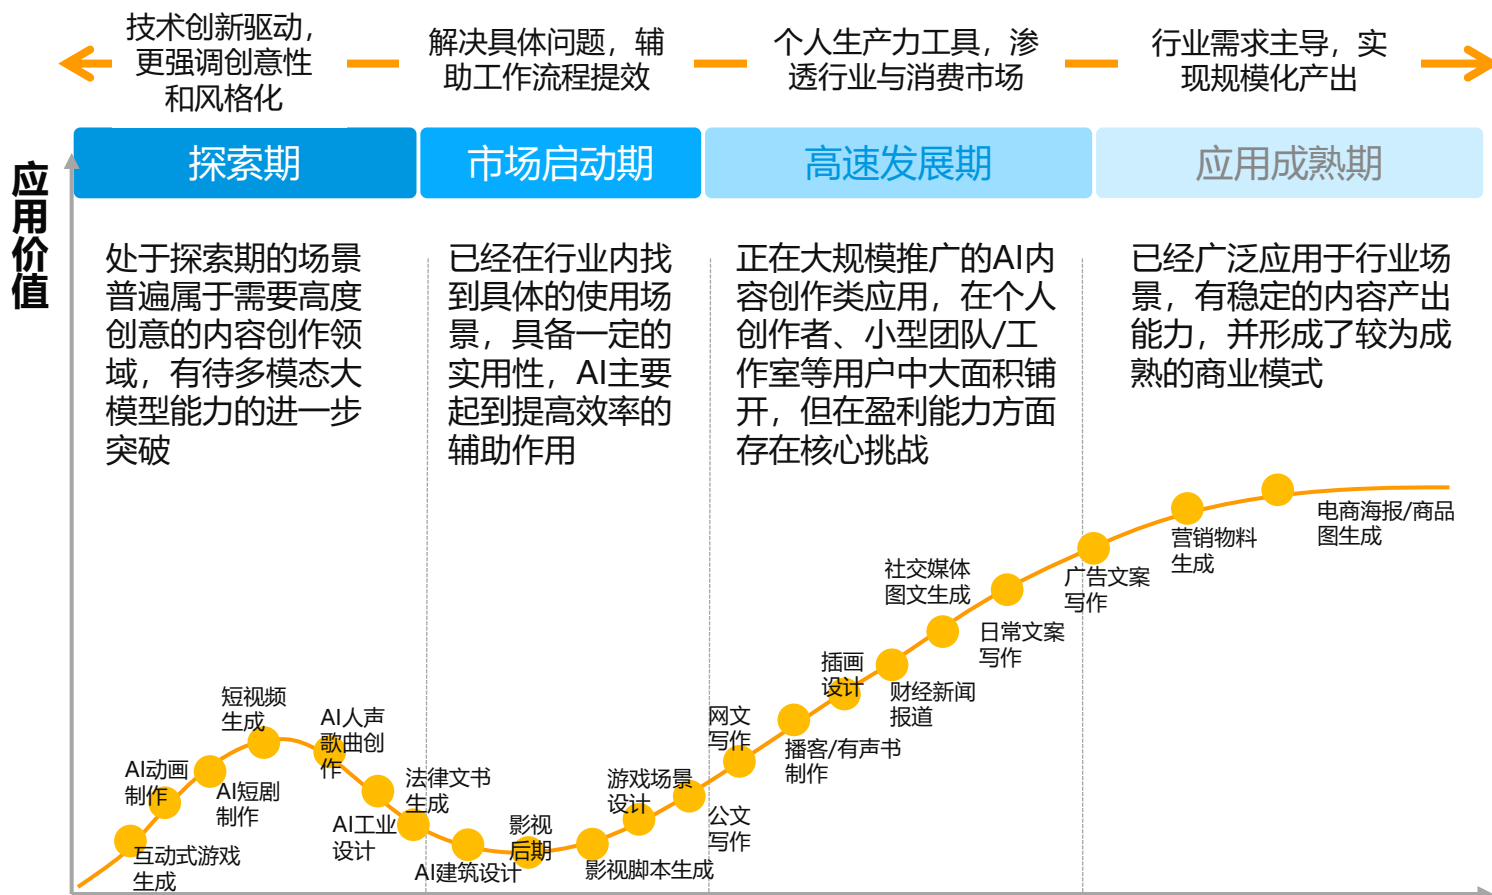 技术创新驱动，
更强调创意性
和风格化
解决具体问题，辅
助工作流程提效
个人生产力工具，渗
透行业与消费市场
行业需求主导，实
现规模化产出
探索期
市场启动期
高速发展期
应用成熟期
应用价值
处于探索期的场景
普遍属于需要高度
创意的内容创作领
域，有待多模态大
模型能力的进一步
突破
已经在行业内找
到具体的使用场
景，具备一定的
实用性，AI主要
起到提高效率的
辅助作用
正在大规模推广的AI内
容创作类应用，在个人
创作者、小型团队/工
作室等用户中大面积铺
开，但在盈利能力方面
存在核心挑战
已经广泛应用于行业场
景，有稳定的内容产出
能力，并形成了较为成
熟的商业模式
互动式游戏
生成
AI动画
制作
AI短剧
制作
短视频
生成
AI人声
歌曲创
作
AI工业
设计
法律文书
生成
AI建筑设计
影视
后期
影视脚本生成
游戏场景
设计
公文
写作
网文
写作
播客/有声书
制作
插画
设计
财经新闻
报道
社交媒体
图文生成
日常文案
写作
广告文案
写作
营销物料
生成
电商海报/商品
图生成